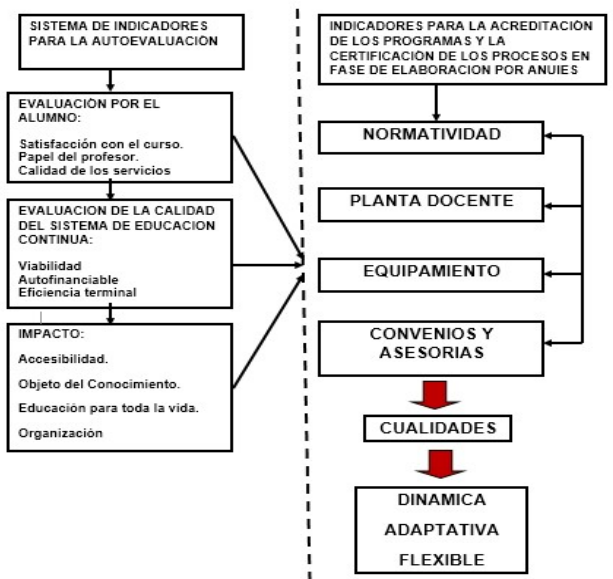 SISTEMA DE INDICADORES
PARA LA AUTOEVALUACIÓN
EVALUACIÓN POR EL
ALUMNO:
Satisfacción con el curso.
Papel del profesor.
Calidad de los servicios
EVALUACION DE LA CALIDAD
DEL SISTEMA DE EDUCACION
CONTINUA:
Viabilidad
Autofinanciable
Eficiencia terminal
IMPACTO:
Accesibilidad.
Objeto del Conocimiento.
Educación para toda la vida.
Organización
INDICADORES PARA LA ACREDITACIÓN
DE LOS PROGRAMAS Y LA
CERTIFICACIÓN DE LOS PROCESOS EN
FASE DE ELABORACION POR ANUIES
NORMATIVIDAD
PLANTA DOCENTE
EQUIPAMIENTO
CONVENIOS Y
ASESORIAS
CUALIDADES
DINAMICA
ADAPTATIVA
FLEXIBLE